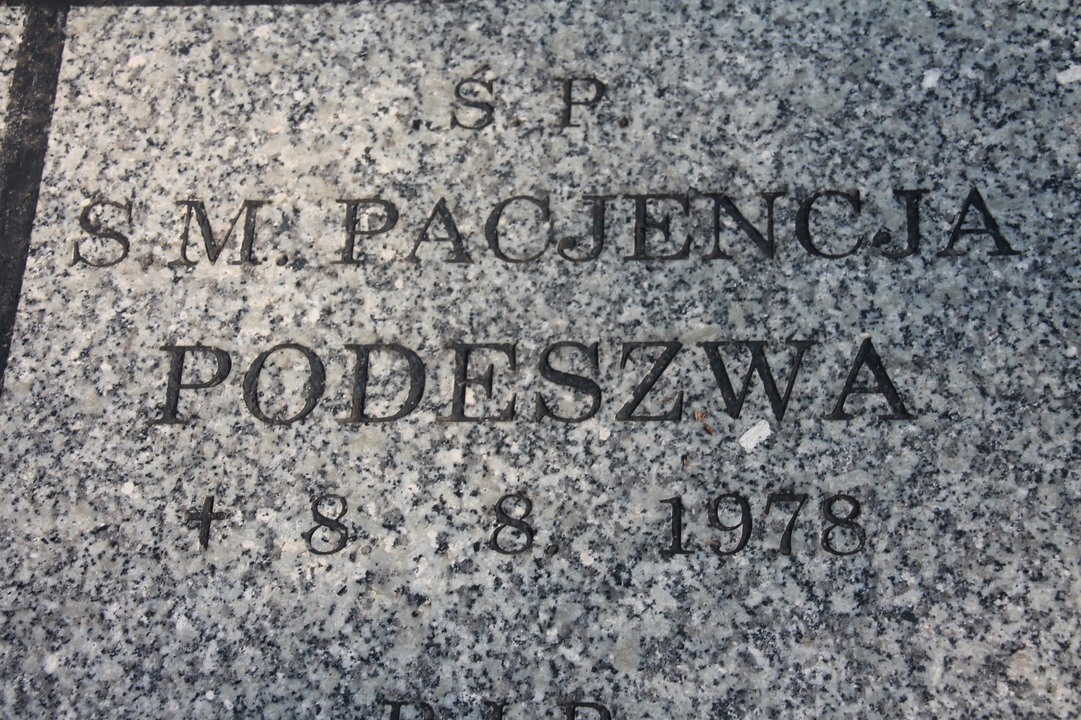 Ś. P.
S.M. PACJENCJA
PODESZWA
† 8. 8. 1978
R.I.P.